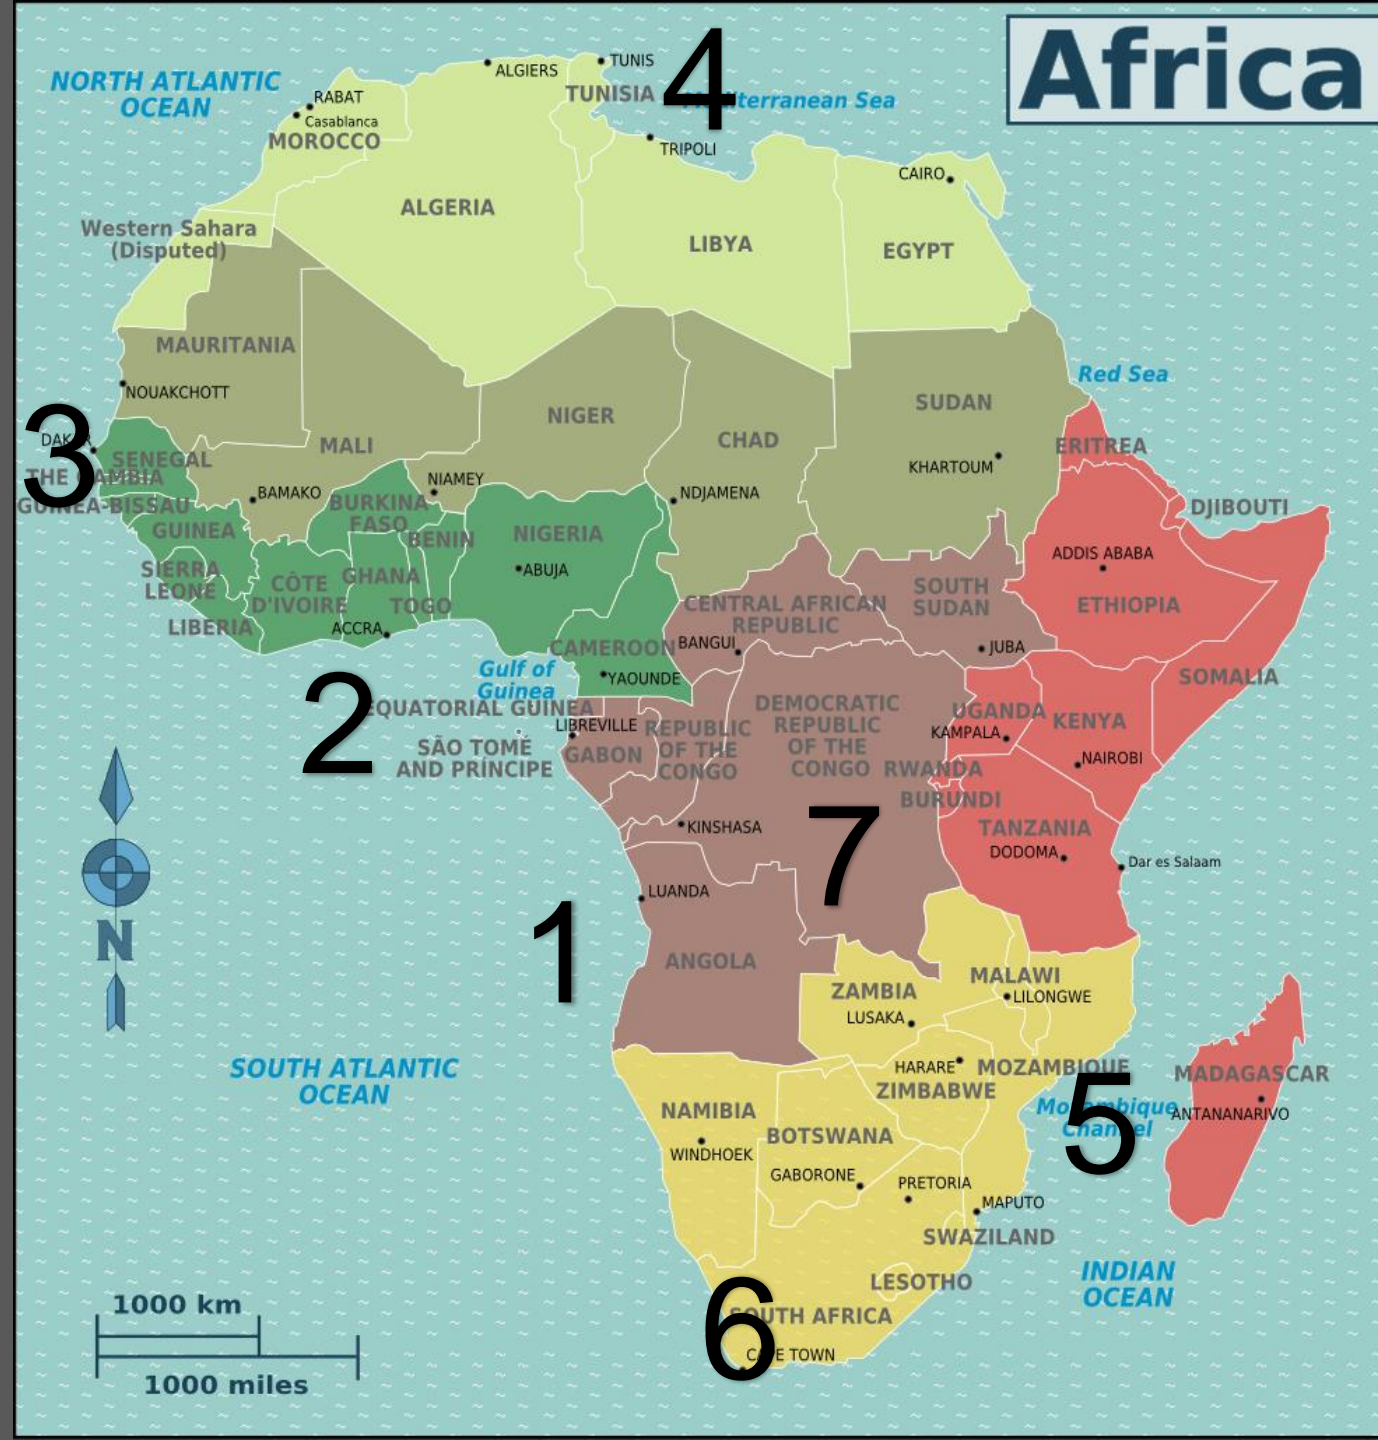 Africa
4
NORTH ATLANTIC
OCEAN
ALGIERS
TUNIS
TUNISIA
Mediterranean Sea
RABAT
Casablanca
MOROCCO
TRIPOLI
CAIRO
ALGERIA
Western Sahara
(Disputed)
LIBYA
EGYPT
MAURITANIA
NOUAKCHOTT
Red Sea
NIGER
SUDAN
3
DAKAR
SENEGAL
MALI
CHAD
ERITREA
KHARTOUM
THE GAMBIA
GUINEA-BISSAU
BAMAKO
NIAMEY
NDJAMENA
BURKINA
FASO
DJIBOUTI
GUINEA
BENIN
NIGERIA
ABUJA
ADDIS ABABA
SIERRA
LEONE
CÔTE
D'IVOIRE
GHANA
TOGO
SOUTH
SUDAN
ETHIOPIA
LIBERIA
ACCRA
CENTRAL AFRICAN
REPUBLIC
BANGUI
JUBA
CAMEROON
YAOUNDE
Gulf of
Guinea
SOMALIA
2
EQUATORIAL GUINEA
LIBREVILLE
SÃO TOMÉ
AND PRÍNCIPE
GABON
REPUBLIC
OF THE
CONGO
DEMOCRATIC
REPUBLIC
OF THE
CONGO
UGANDA
KAMPALA
KENYA
NAIROBI
RWANDA
BURUNDI
7
KINSHASA
TANZANIA
DODOMA
Dar es Salaam
1
LUANDA
N
ANGOLA
ZAMBIA
LUSAKA
MALAWI
LILONGWE
SOUTH ATLANTIC
OCEAN
HARARE
ZIMBABWE
MOZAMBIQUE
MADAGASCAR
ANTANANARIVO
5
Mozambique
Channel
NAMIBIA
WINDHOEK
BOTSWANA
GABORONE
PRETORIA
MAPUTO
SWAZILAND
LESOTHO
INDIAN
OCEAN
6
SOUTH AFRICA
CAPE TOWN
1000 km
1000 miles